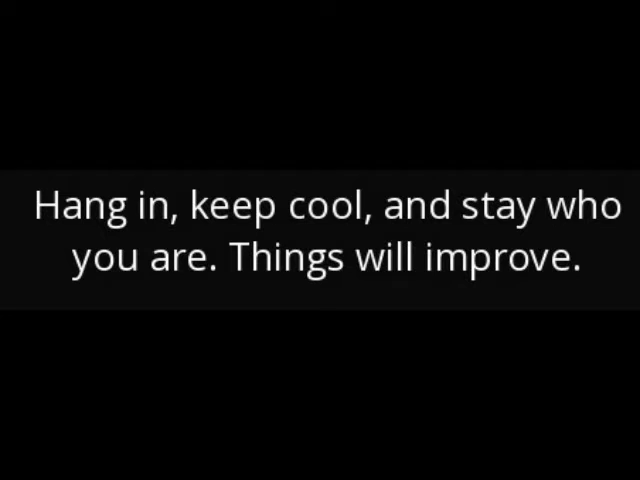 Hang in, keep cool, and stay who
you are. Things will improve.